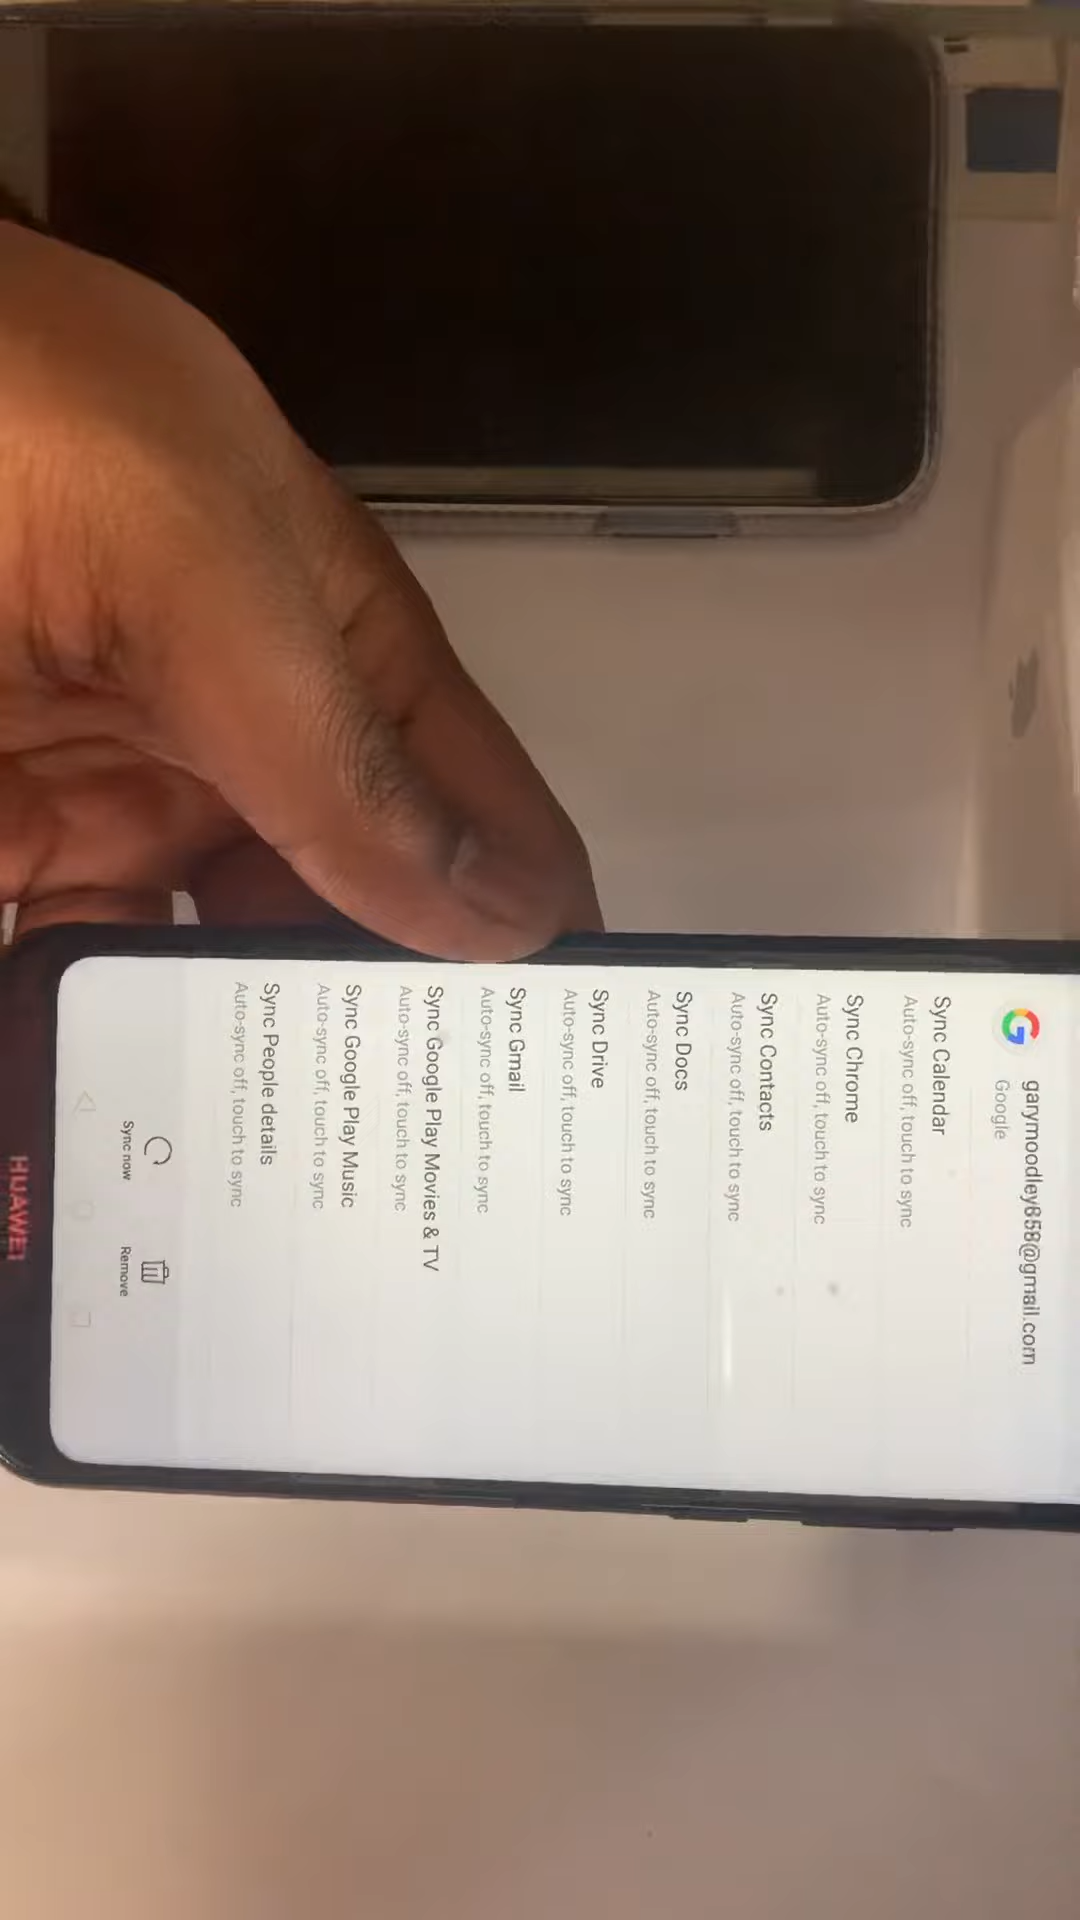 garymoodley658@gmail.com
Google
Sync Calendar
Auto-sync off, touch to sync
Sync Chrome
Auto-sync off, touch to sync
Sync Contacts
Auto-sync off, touch to sync
Sync Docs
Auto-sync off, touch to sync
Sync Drive
Auto-sync off, touch to sync
Sync Gmail
Auto-sync off, touch to sync
Sync Google Play Movies & TV
Auto-sync off, touch to sync
Sync Google Play Music
Auto-sync off, touch to sync
Sync People details
Auto-sync off, touch to sync
Sync now
Remove
HUAWEI